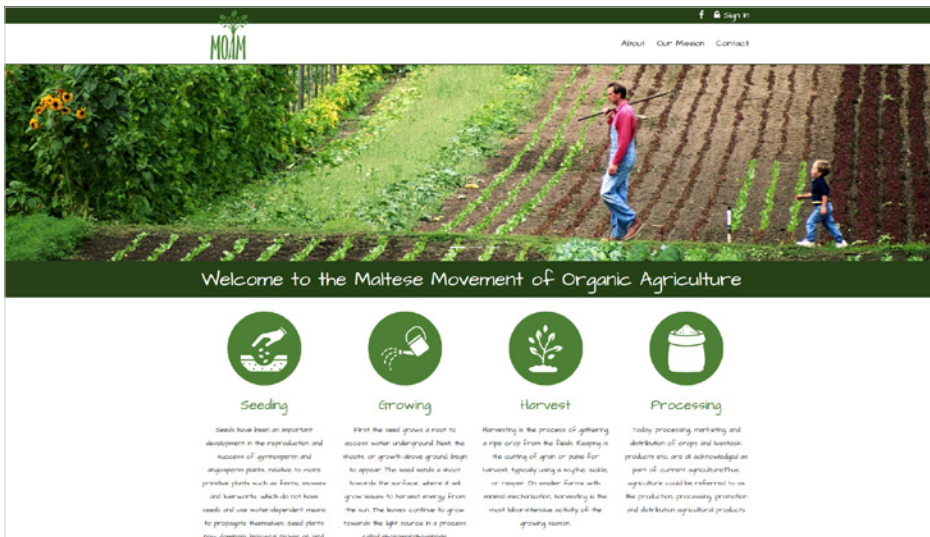 Sign In
MOAM
About Our Mission Contact
Welcome to the Maltese Movement of Organic Agriculture
Seeding
Growing
Harvest
Processing
Seeds have been an important
development in the reproduction and
success of gymnosperm and
angiosperm plants, relative to more
primitive plants such as ferns, mosses
and liverworts, which do not have
seeds and use water-dependent means
to propagate themselves. Seed plants
First the seed grows a root to
access water underground. Next, the
shoots, or growth above ground, begin
to appear. The seed sends a shoot
towards the surface, where it will
grow leaves to harvest energy from
the sun. The leaves continue to grow
towards the light source in a process
called
Harvesting is the process of gathering
a ripe crop from the fields. Reaping is
the cutting of grain or pulse for
harvest, typically using a scythe, sickle,
or reaper. On smaller farms with
minimal mechanisation, harvesting is the
most labor-intensive activity of the
growing season.
Today, processing, marketing, and
distribution of crops and livestock
products etc. are all acknowledged as
part of current agriculture.Thus,
agriculture could be referred to as
the production, processing, promotion
and distribution agricultural products.